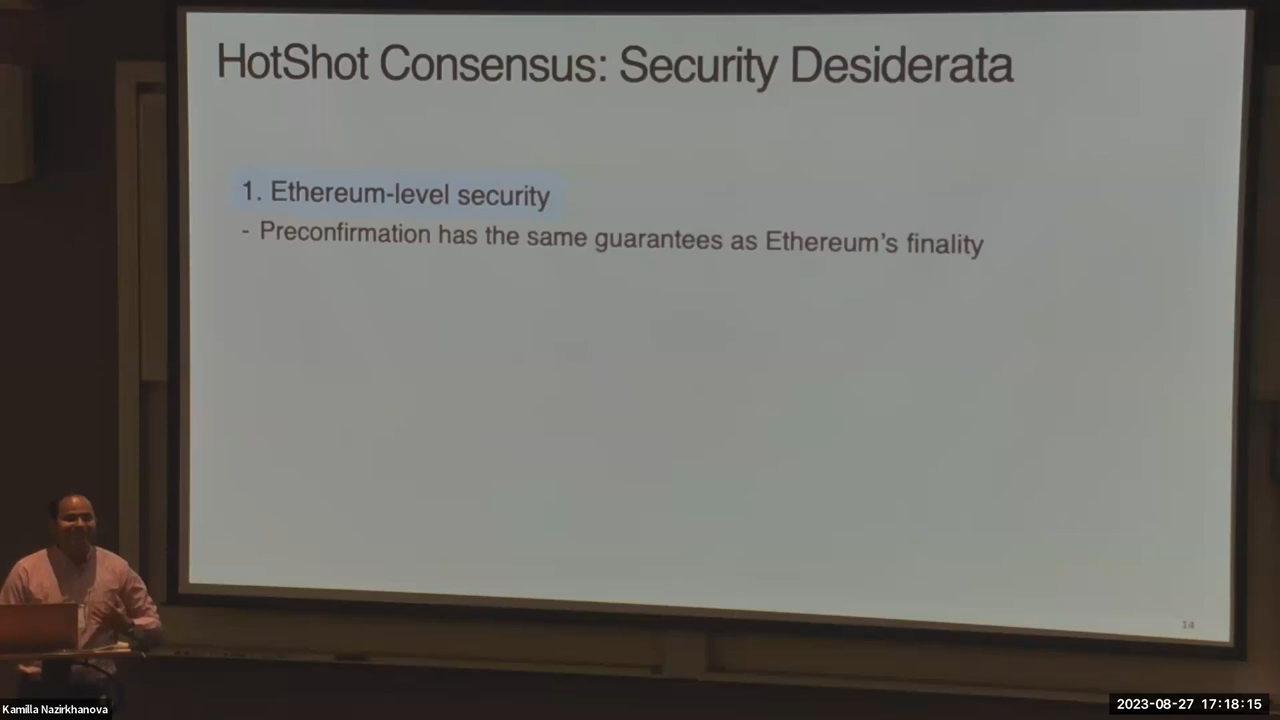 HotShot Consensus: Security Desiderata
1. Ethereum-level security
- Preconfirmation has the same guarantees as Ethereum's finality
14
Kamilla Nazirkhanova
2023-08-27 17:18:15